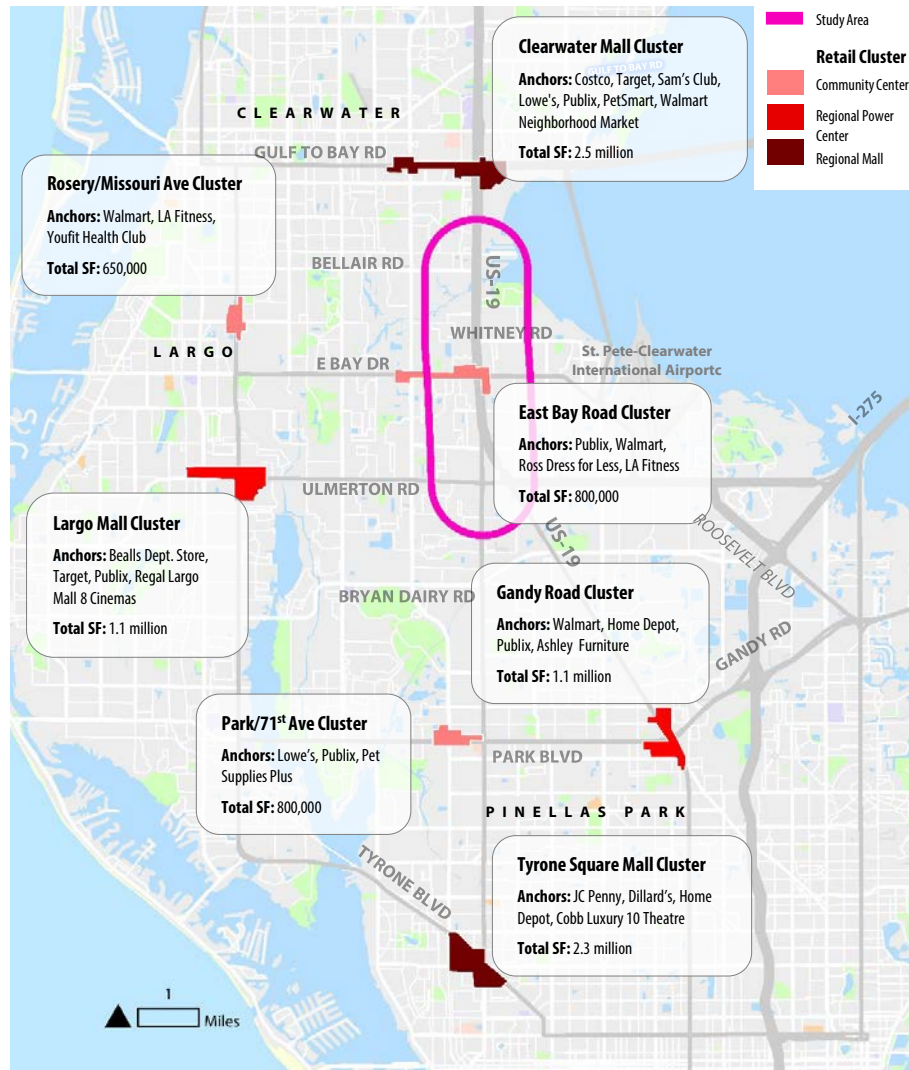 Study Area
Retail Cluster
Community Center
Regional Power
Center
Regional Mall
Clearwater Mall Cluster
Anchors: Costco, Target, Sam's Club,
Lowe's, Publix, PetSmart, Walmart
Neighborhood Market
Total SF: 2.5 million
GULF TO BAY RD
CLEARWATER
GULF TO BAY RD
Rosery/Missouri Ave Cluster
Anchors: Walmart, LA Fitness,
Youfit Health Club
Total SF: 650,000
BELLAIR RD
US-19
WHITNEY RD
LARGO
E BAY DR
St. Pete-Clearwater
International Airportc
I-275
East Bay Road Cluster
Anchors: Publix, Walmart,
Ross Dress for Less, LA Fitness
Total SF: 800,000
ULMERTON RD
Largo Mall Cluster
Anchors: Bealls Dept. Store,
Target, Publix, Regal Largo
Mall 8 Cinemas
Total SF: 1.1 million
US-19
ROOSEVELT BLVD
BRYAN DAIRY RD
Gandy Road Cluster
Anchors: Walmart, Home Depot,
Publix, Ashley Furniture
Total SF: 1.1 million
GANDY RD
Park/71st Ave Cluster
Anchors: Lowe's, Publix, Pet
Supplies Plus
Total SF: 800,000
PARK BLVD
PINELLAS PARK
TYRONE BLVD
Tyrone Square Mall Cluster
Anchors: JC Penny, Dillard's, Home
Depot, Cobb Luxury 10 Theatre
Total SF: 2.3 million
1
Miles